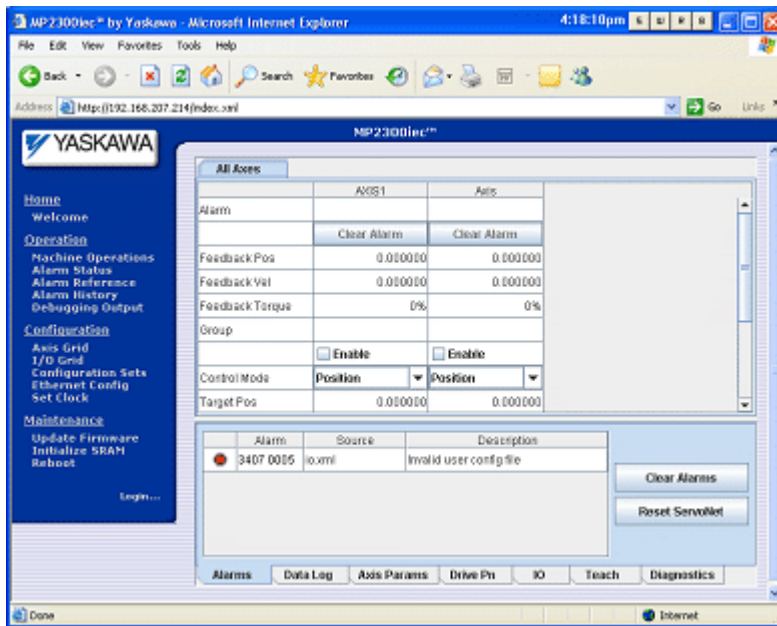 MP2300iec™ by Yaskawa - Microsoft Internet Explorer
4:18:10pm
File Edit View Favorites Tools Help
Back Search Favorites
Address http://192.168.207.214/index.xml Go Links
YASKAWA
MP2300iec™
Home
Welcome
Operation
Machine Operations
Alarm Status
Alarm Reference
Alarm History
Debugging Output
Configuration
Axis Grid
I/O Grid
Configuration Sets
Ethernet Config
Set Clock
Maintenance
Update Firmware
Initialize SRAM
Reboot
Login...
All Axes
AXIS1 Axis
Alarm
Clear Alarm Clear Alarm
Feedback Pos 0.000000 0.000000
Feedback Vel 0.000000 0.000000
Feedback Torque 0% 0%
Group
Enable Enable
Control Mode Position Position
Target Pos 0.000000 0.000000
Alarm Source Description
3407 0005 io.xml Invalid user config file
Clear Alarms
Reset ServoNet
Alarms Data Log Axis Params Drive Pn IO Teach Diagnostics
Done Internet